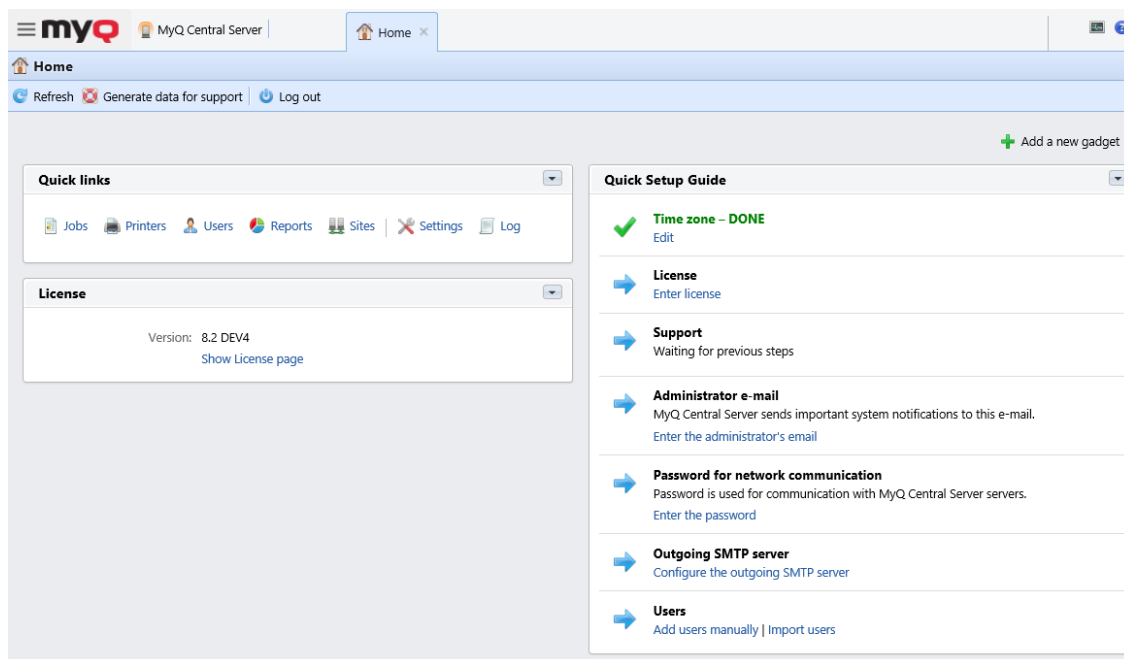 myQ MyQ Central Server Home
Home
Refresh Generate data for support Log out
Add a new gadget
Quick links
Jobs Printers Users Reports Sites Settings Log
License
Version: 8.2 DEV4
Show License page
Quick Setup Guide
Time zone – DONE
Edit
License
Enter license
Support
Waiting for previous steps
Administrator e-mail
MyQ Central Server sends important system notifications to this e-mail.
Enter the administrator's email
Password for network communication
Password is used for communication with MyQ Central Server servers.
Enter the password
Outgoing SMTP server
Configure the outgoing SMTP server
Users
Add users manually | Import users